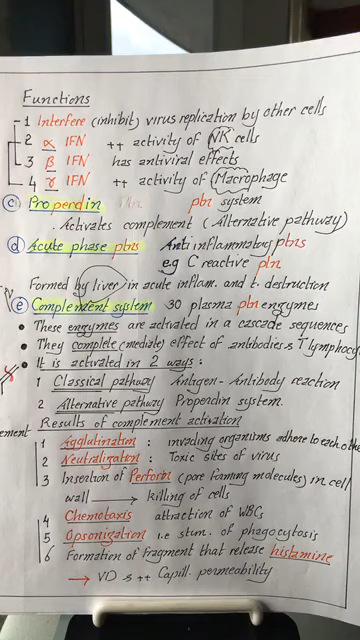 Functions
1 Interfere (inhibit) virus replication by other cells
2 α IFN ++ activity of NK cells
3 β IFN has antiviral effects
4 γ IFN ++ activity of Macrophage
c) Properdin ptn system
. Activates complement (Alternative pathway)
d) Acute phase ptns Anti inflammatory ptns
e.g C reactive ptn
Formed by liver in acute inflam. and t. destruction
e) Complement system 30 plasma ptn enzymes
• These enzymes are activated in a cascade sequences
• They complete (mediate) effect of antibodies & T lymphocy
• It is activated in 2 ways:
1 Classical pathway Antigen-Antibody reaction
2 Alternative pathway Properdin system.
ement Results of complement activation
1 Agglutination : invading organisms adhere to each othe
2 Neutralization : Toxic sites of virus
3 Insertion of Perforin (pore forming molecules) in cell
wall → killing of cells
4 Chemotaxis attraction of WBCs
5 Opsonization i.e stim. of phagocytosis
6 Formation of fragment that release histamine
→ VD & ++ Capill. permeability